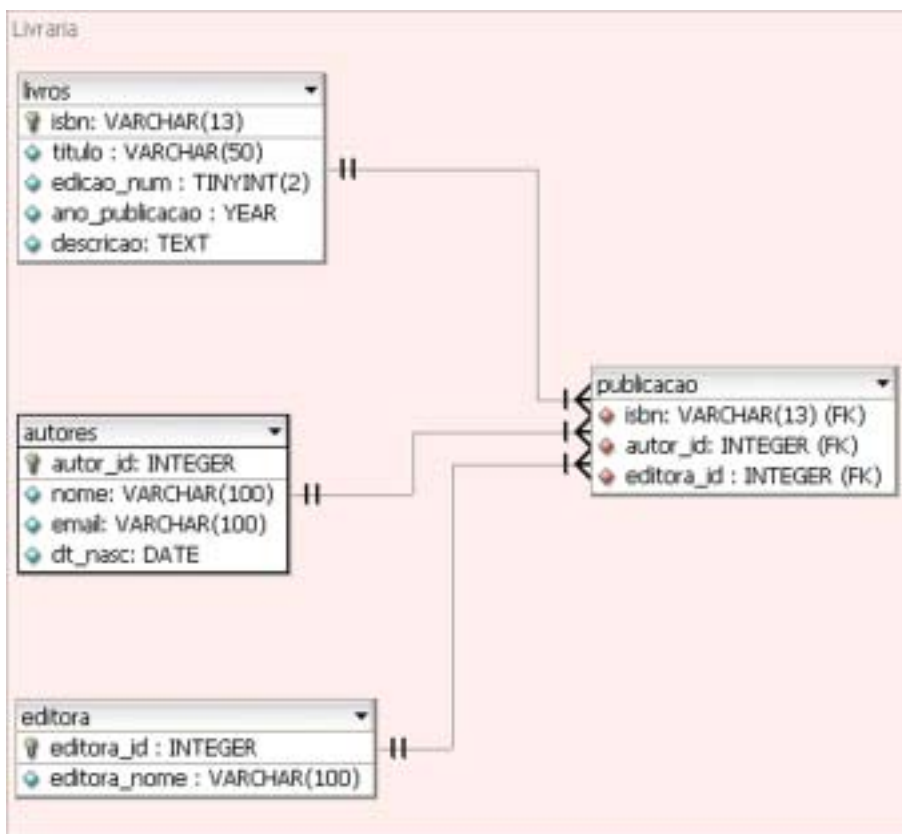 Livraria
livros
isbn: VARCHAR(13)
titulo : VARCHAR(50)
edicao_num : TINYINT(2)
ano_publicacao : YEAR
descricao: TEXT
autores
autor_id: INTEGER
nome: VARCHAR(100)
email: VARCHAR(100)
dt_nasc: DATE
editora
editora_id : INTEGER
editora_nome : VARCHAR(100)
publicacao
isbn: VARCHAR(13) (FK)
autor_id: INTEGER (FK)
editora_id : INTEGER (FK)